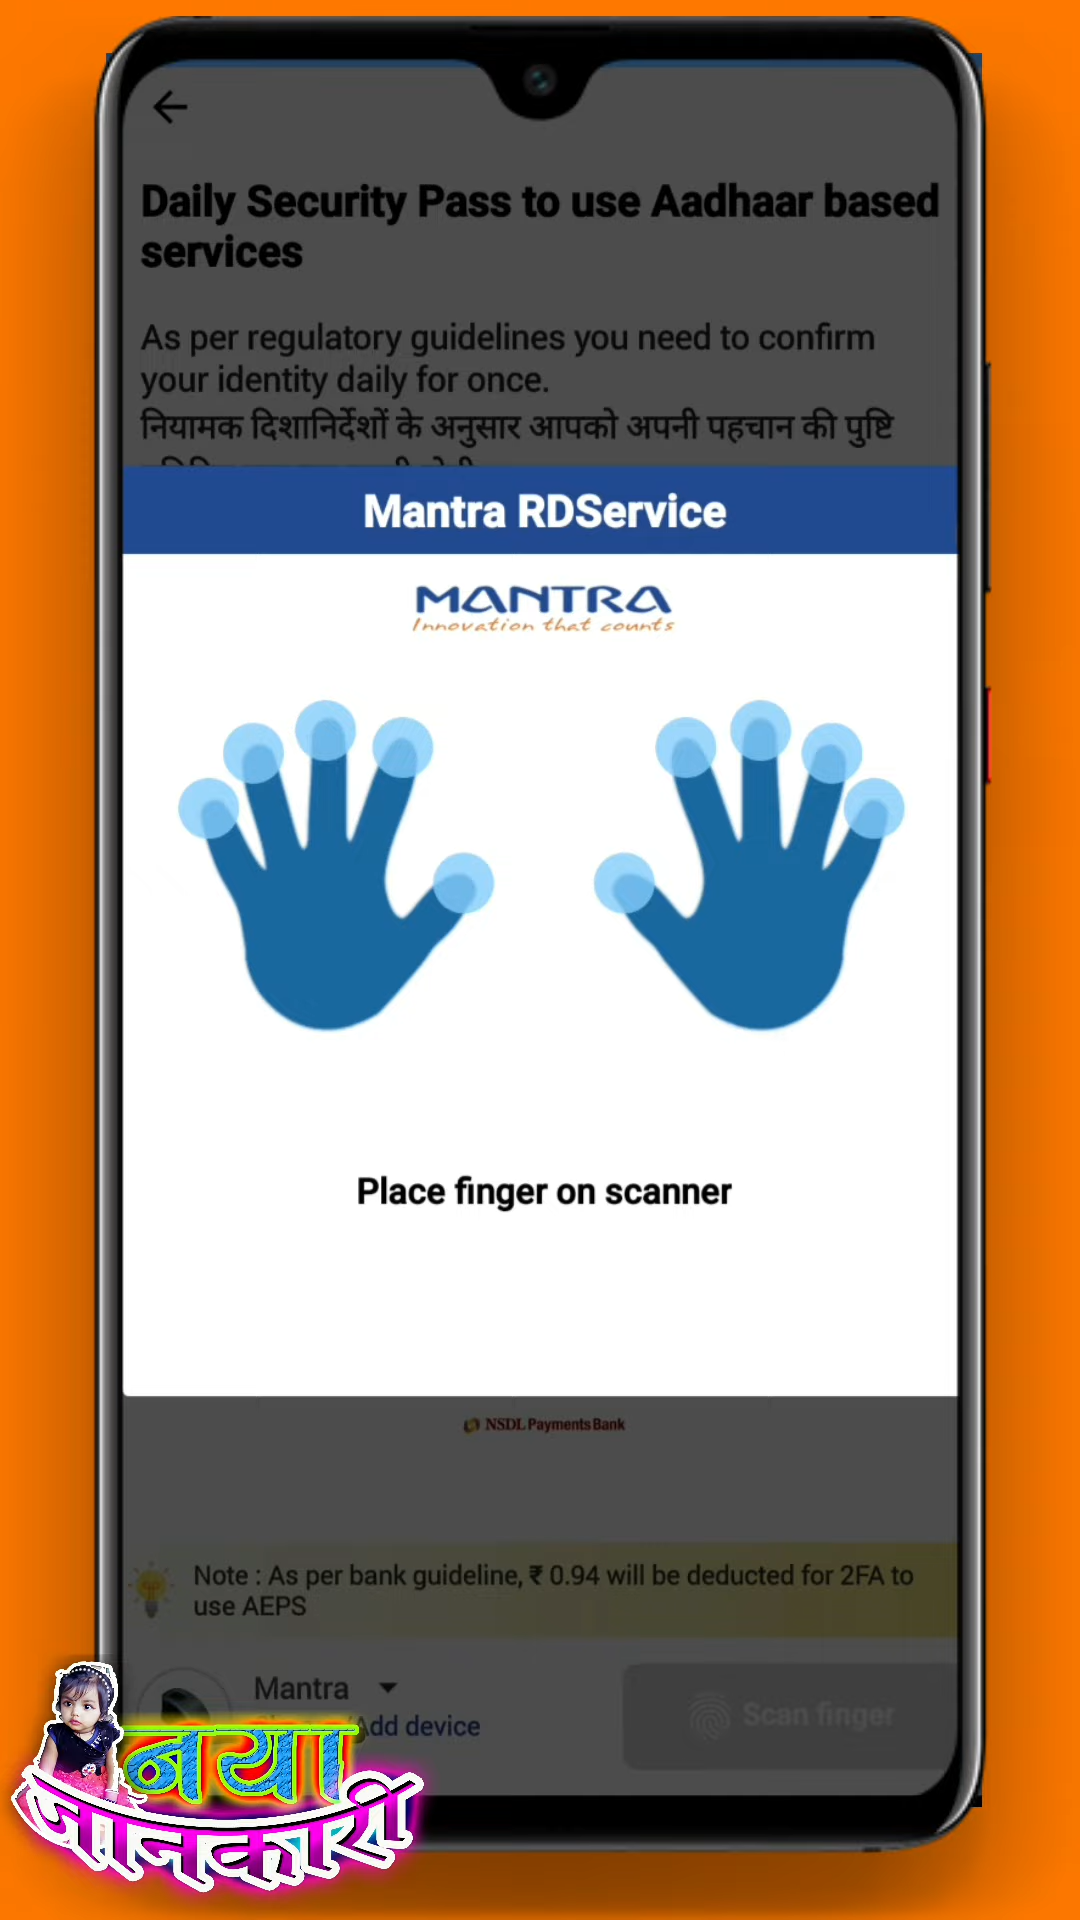 Daily Security Pass to use Aadhaar based
services
As per regulatory guidelines you need to confirm
your identity daily for once.
नियामक दिशानिर्देशों के अनुसार आपको अपनी पहचान की पुष्टि
Mantra RDService
MANTRA
Innovation that counts
Place finger on scanner
NSDL Payments Bank
Note : As per bank guideline, ₹ 0.94 will be deducted for 2FA to
use AEPS
Mantra
Add device
Scan finger
नया
जानकारी